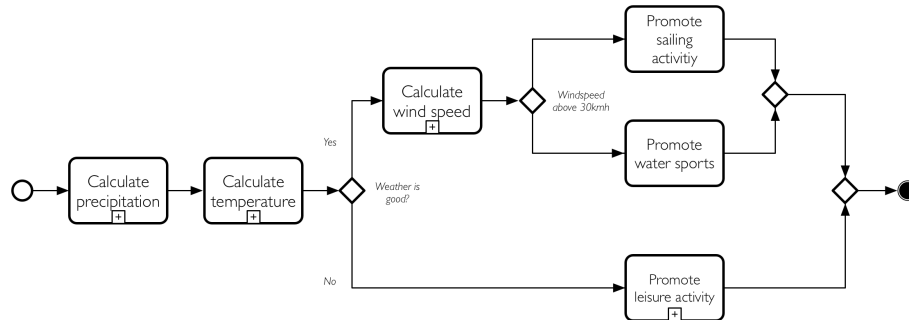 Calculate
precipitation
Calculate
temperature
Weather is
good?
Yes
No
Calculate
wind speed
Windspeed
above 30kmh
Promote
sailing
activitiy
Promote
water sports
Promote
leisure activity